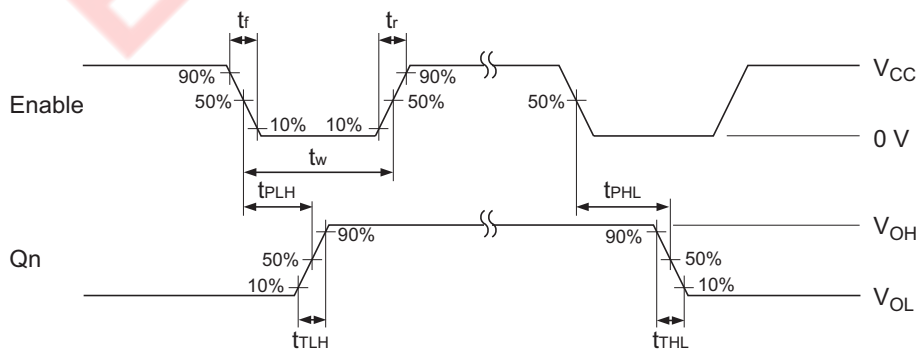 tf tr
90% 90% VCC
Enable 50% 50% 50%
10% 10% 0 V
tw
tPLH tPHL
90% 90% VOH
Qn 50% 50%
10% 10% VOL
tTLH tTHL